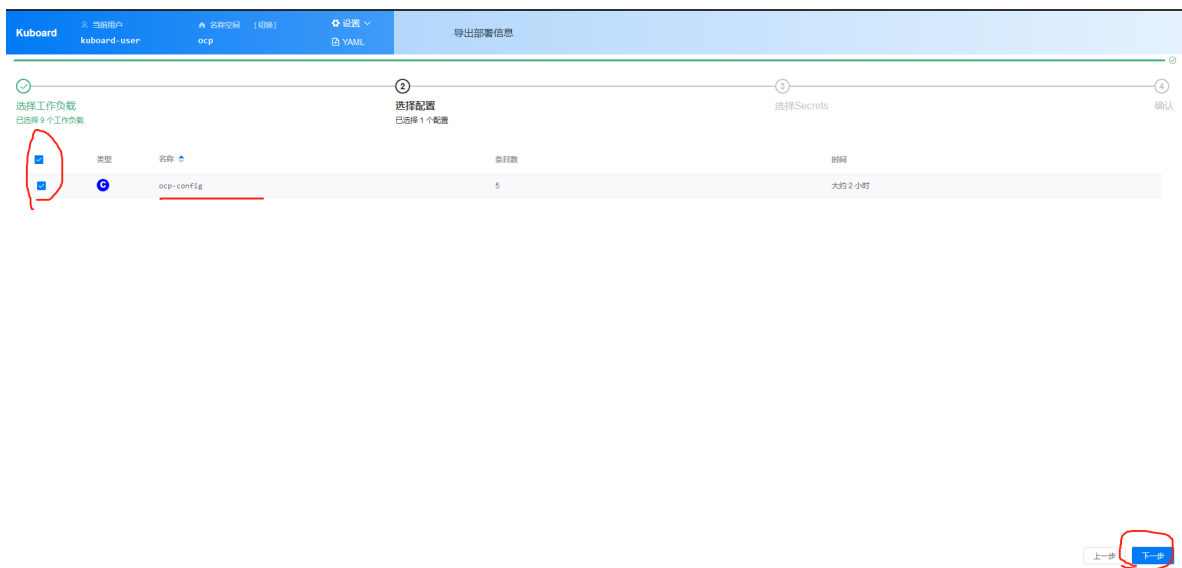 Kuboard
当前用户
kuboard-user
名称空间 [切换]
ocp
设置
YAML
导出部署信息
选择工作负载
已选择 9 个工作负载
2
选择配置
已选择 1 个配置
3
选择Secrets
4
确认
类型 名称 条目数 时间
C ocp-config 5 大约 2 小时
上一步 下一步